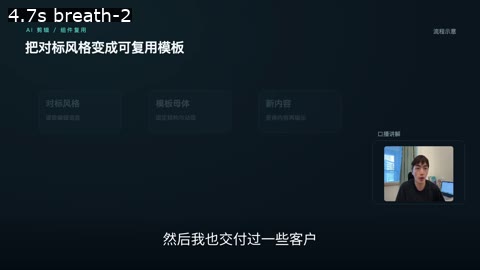 4.7s breath-2
AI 剪辑 / 组件复用
把对标风格变成可复用模板
流程示意
对标风格
模板母体
新内容
口播讲解
然后我也交付过一些客户